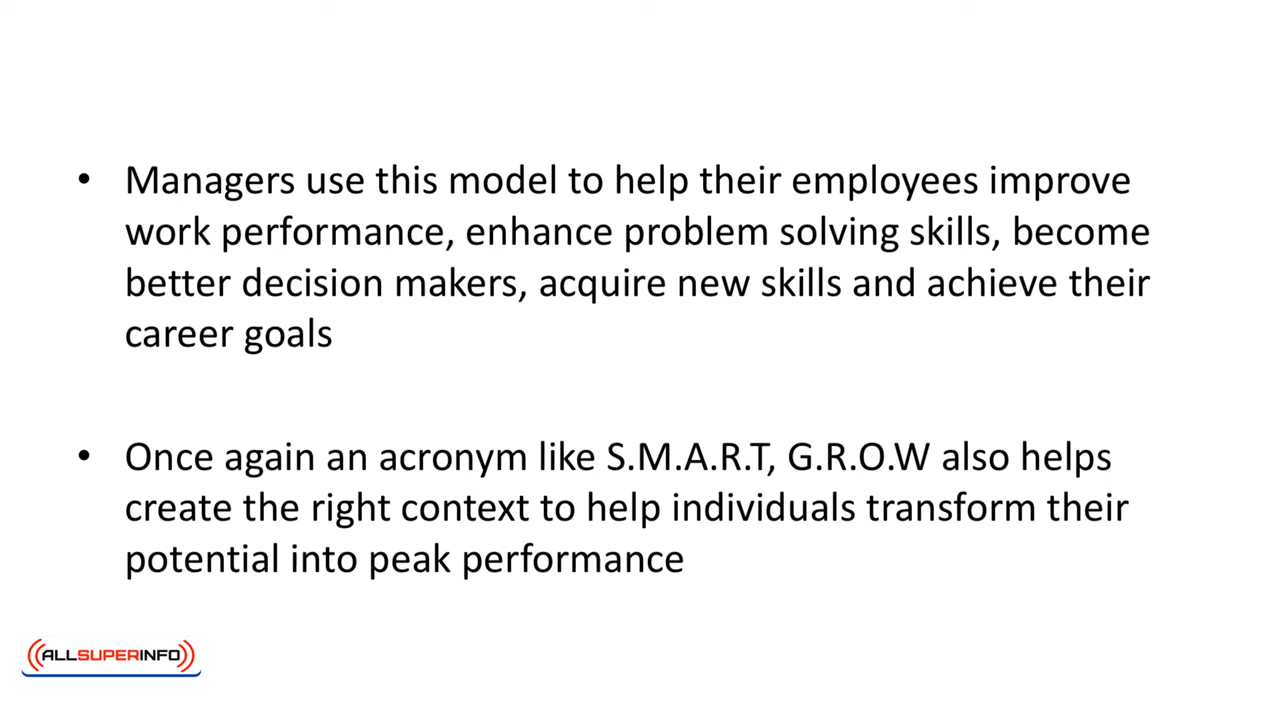 • Managers use this model to help their employees improve
work performance, enhance problem solving skills, become
better decision makers, acquire new skills and achieve their
career goals
• Once again an acronym like S.M.A.R.T, G.R.O.W also helps
create the right context to help individuals transform their
potential into peak performance
ALLSUPERINFO